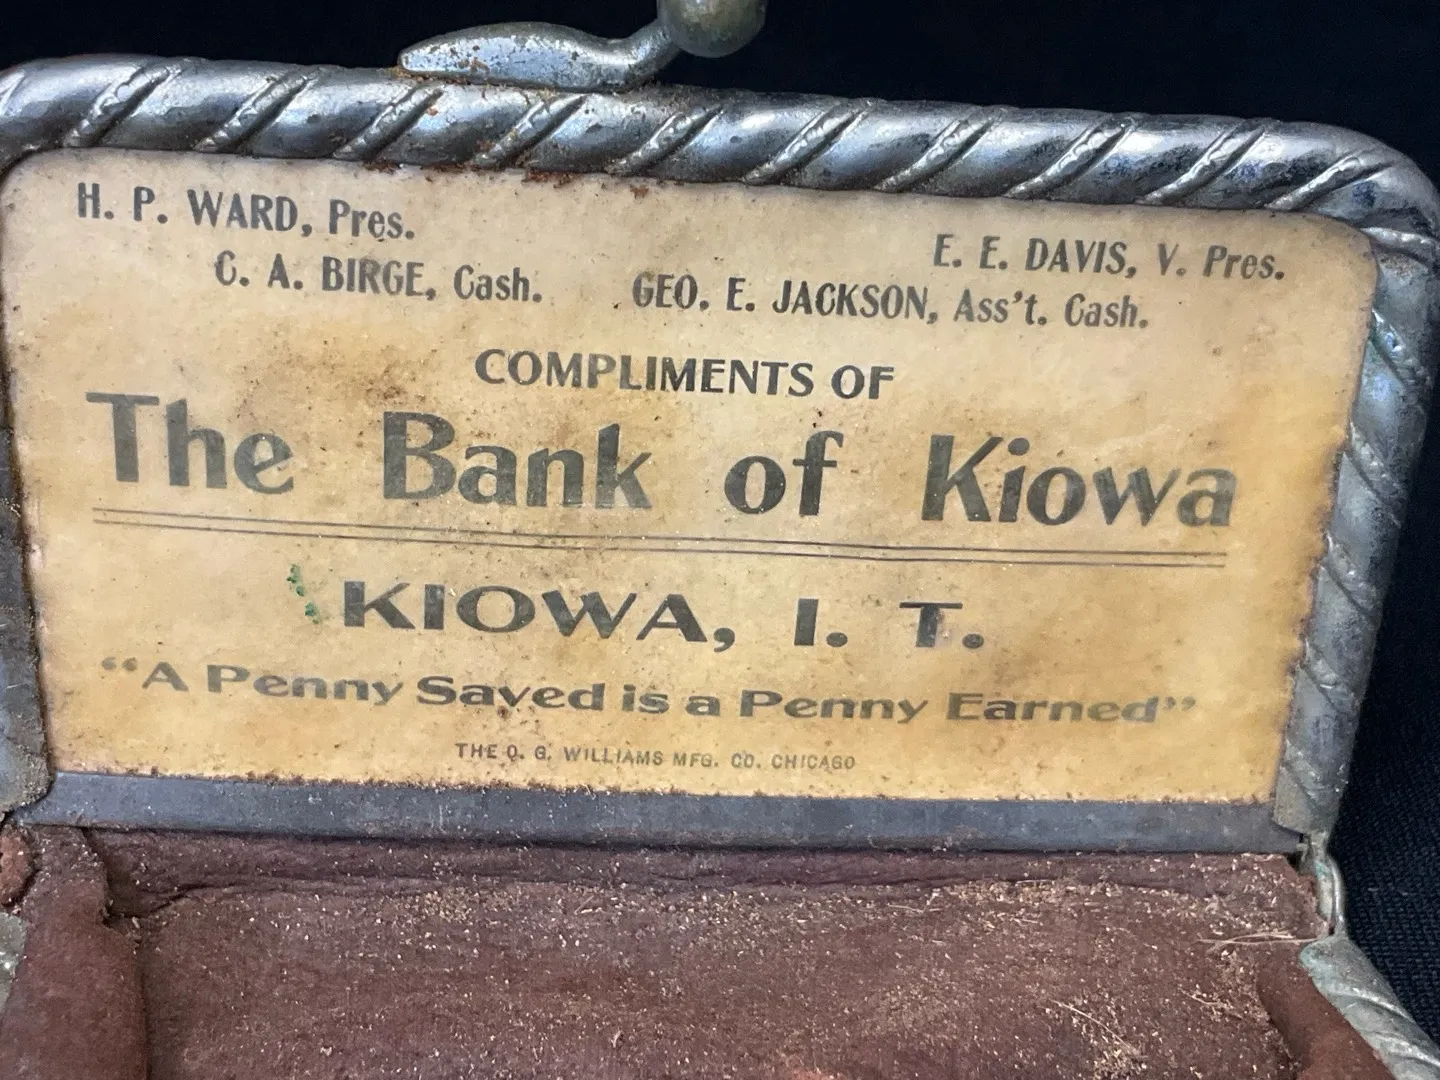 H. P. WARD, Pres.
E. E. DAVIS, V. Pres.
C. A. BIRGE, Cash.
GEO. E. JACKSON, Ass't. Cash.
COMPLIMENTS OF
The Bank of Kiowa
KIOWA, I. T.
"A Penny Saved is a Penny Earned"
THE O. G. WILLIAMS MFG. CO. CHICAGO